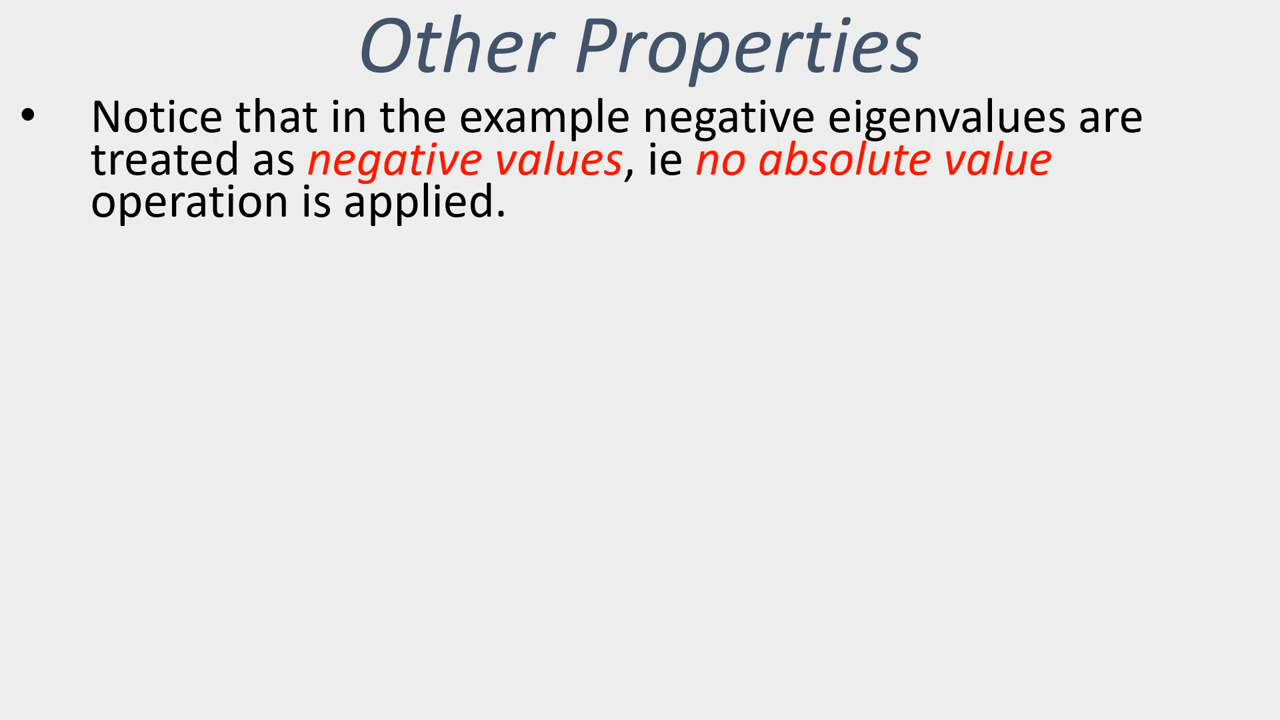 Other Properties
• Notice that in the example negative eigenvalues are
treated as negative values, ie no absolute value
operation is applied.